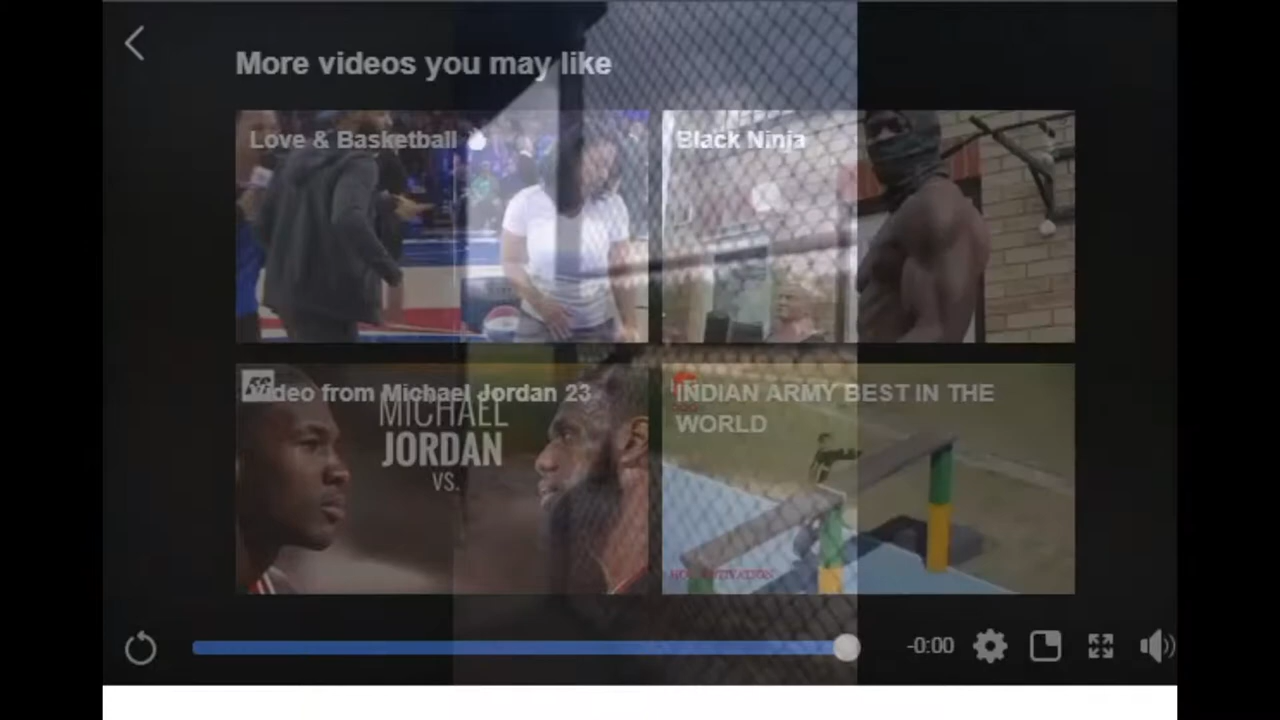 More videos you may like
Love & Basketball
Black Ninja
Video from Michael Jordan 23
MICHAEL
JORDAN
VS.
INDIAN ARMY BEST IN THE
WORLD
-0:00